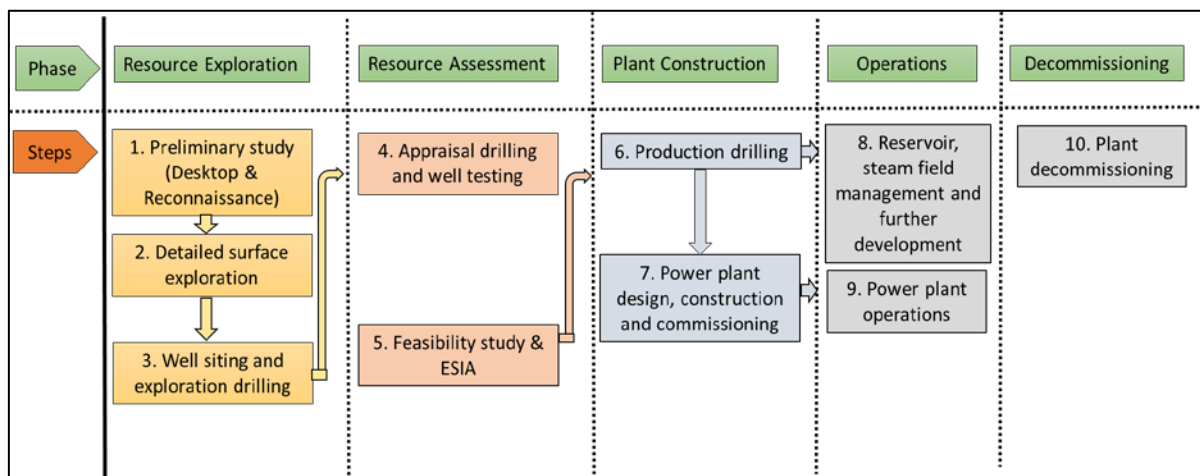 Phase
Resource Exploration
Resource Assessment
Plant Construction
Operations
Decommissioning
Steps
1. Preliminary study
(Desktop &
Reconnaissance)
2. Detailed surface
exploration
3. Well siting and
exploration drilling
4. Appraisal drilling
and well testing
5. Feasibility study &
ESIA
6. Production drilling
7. Power plant
design, construction
and commissioning
8. Reservoir,
steam field
management and
further
development
9. Power plant
operations
10. Plant
decommissioning